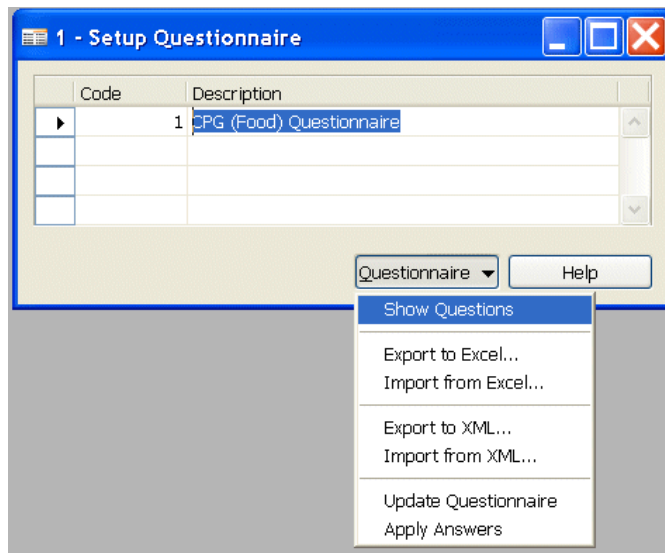 1 - Setup Questionnaire
Code Description
1 CPG (Food) Questionnaire
Questionnaire Help
Show Questions
Export to Excel...
Import from Excel...
Export to XML...
Import from XML...
Update Questionnaire
Apply Answers